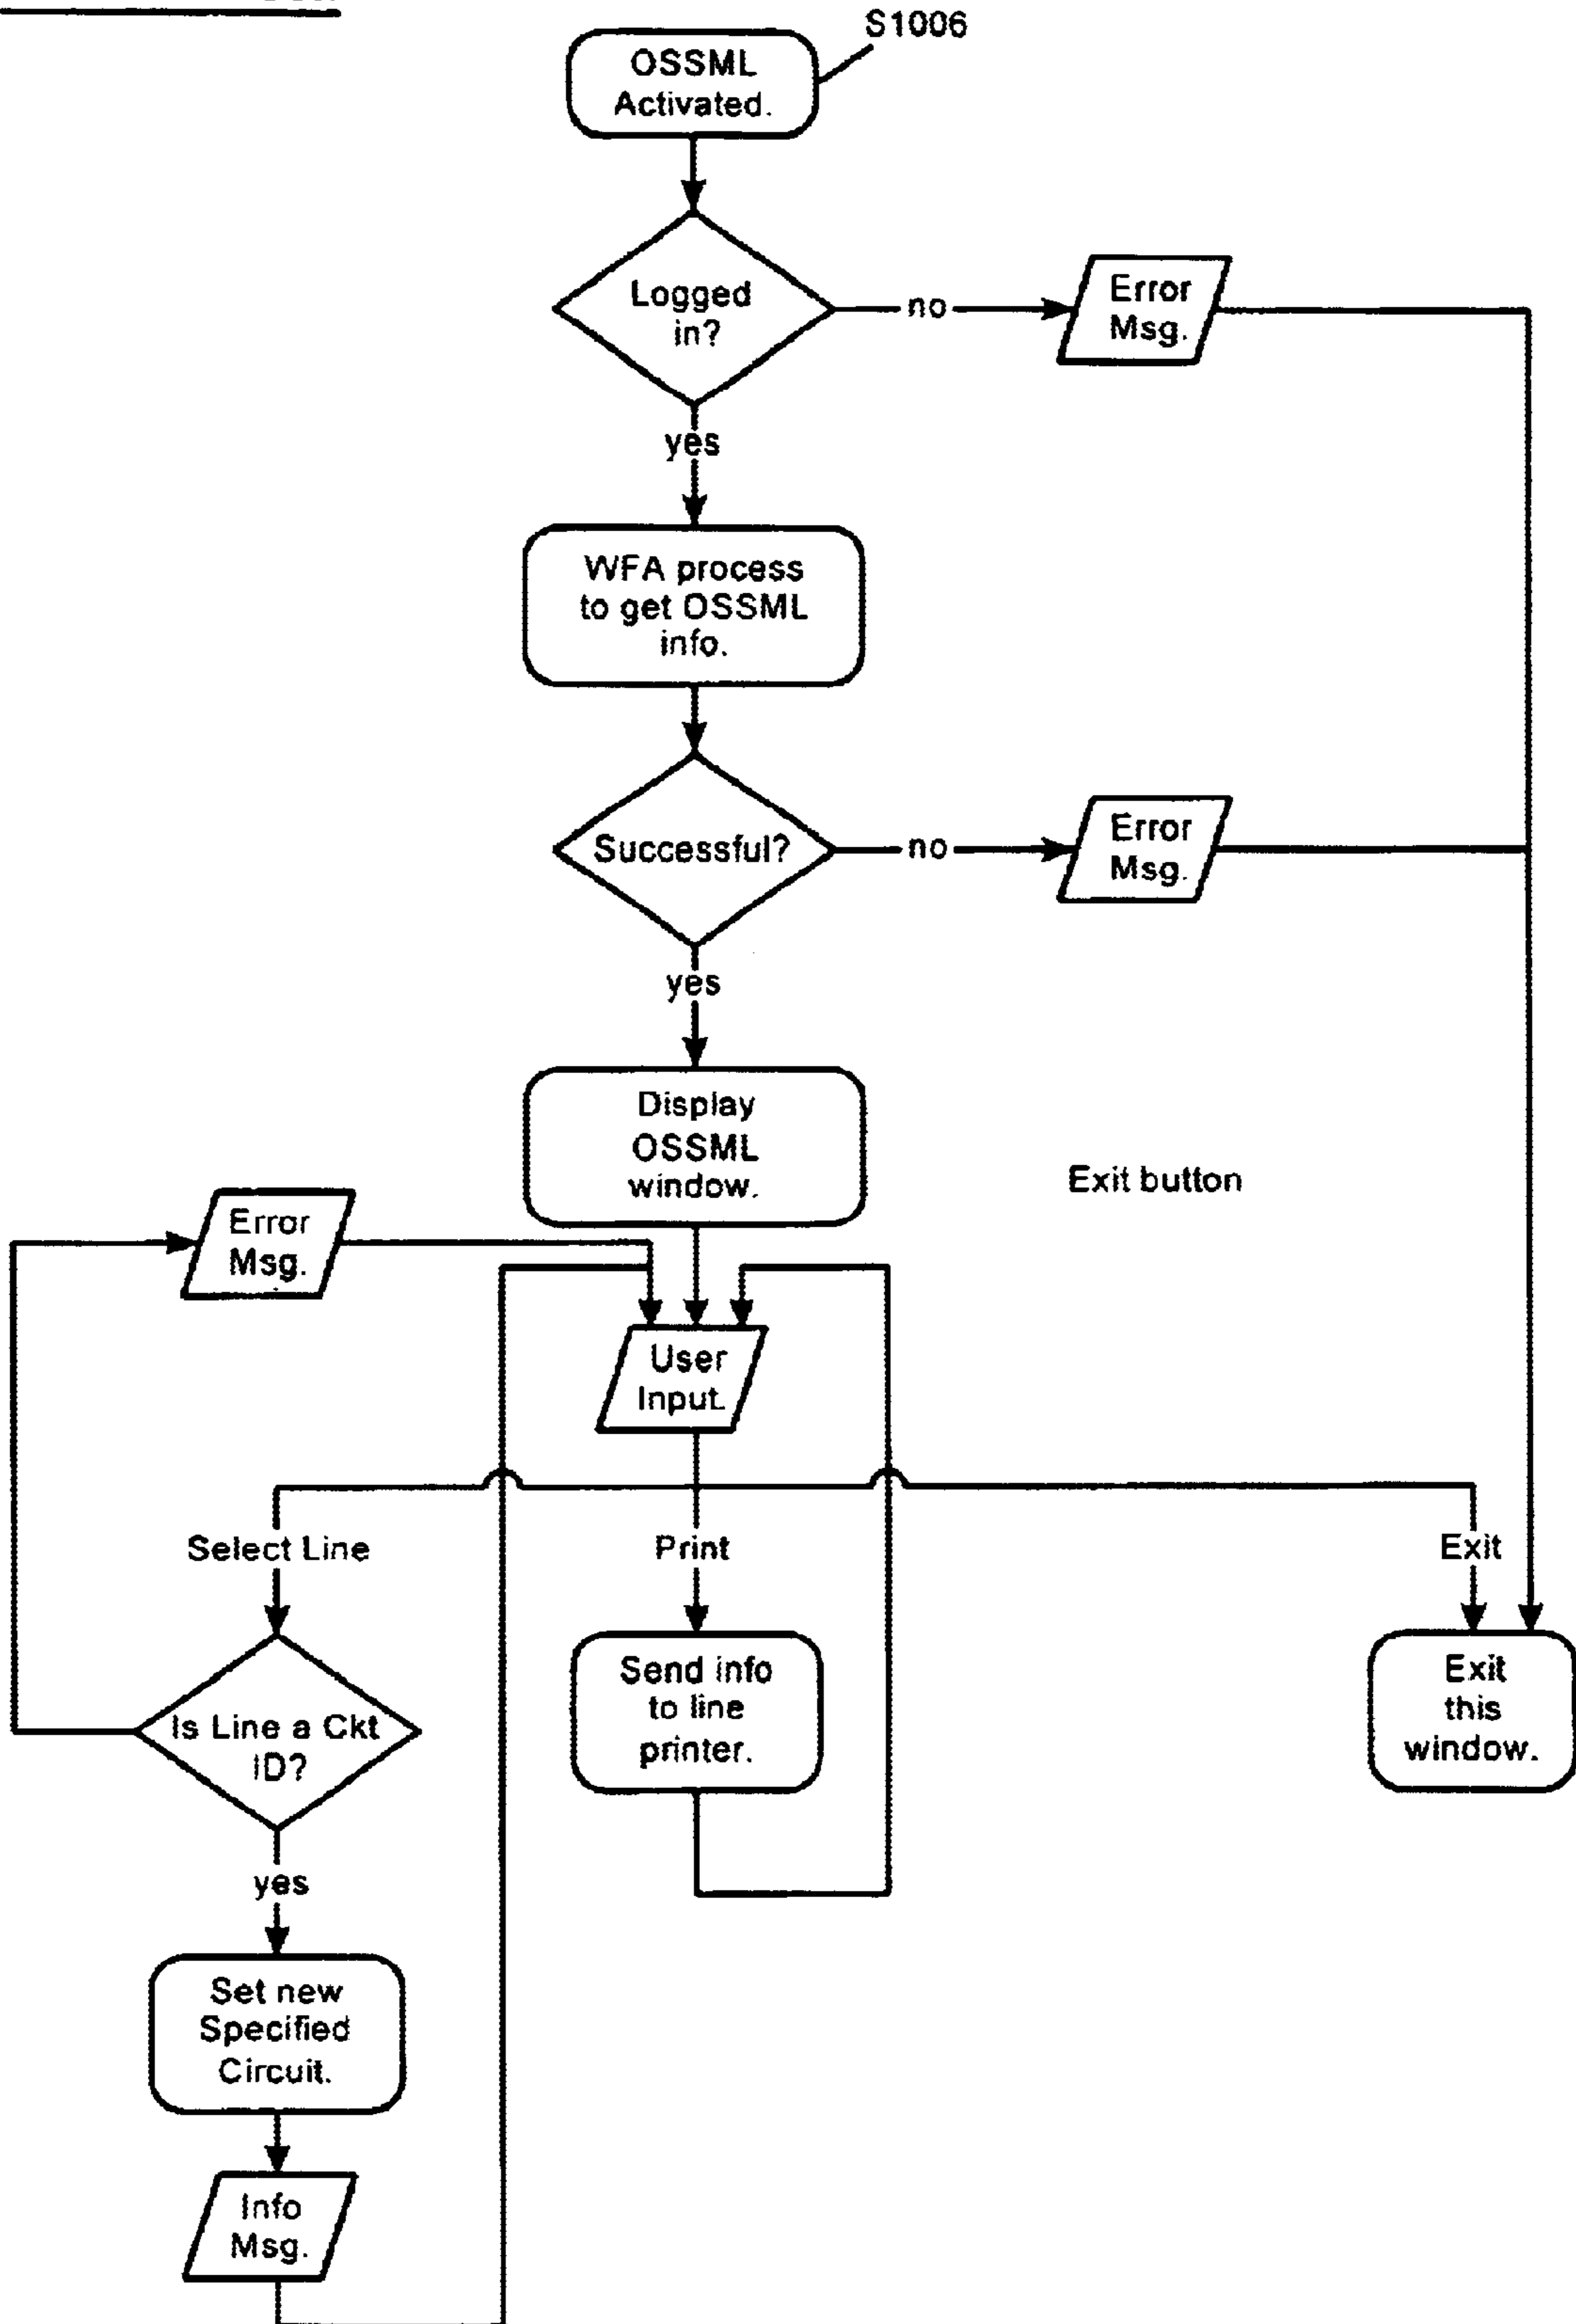 S1006
OSSML
Activated.
Logged
in?
no
Error
Msg.
yes
WFA process
to get OSSML
info.
Successful?
no
Error
Msg.
yes
Display
OSSML
window.
Exit button
Error
Msg.
User
Input.
Select Line
Print
Exit
Is Line a Ckt
ID?
Send info
to line
printer.
Exit
this
window.
yes
Set new
Specified
Circuit.
Info
Msg.